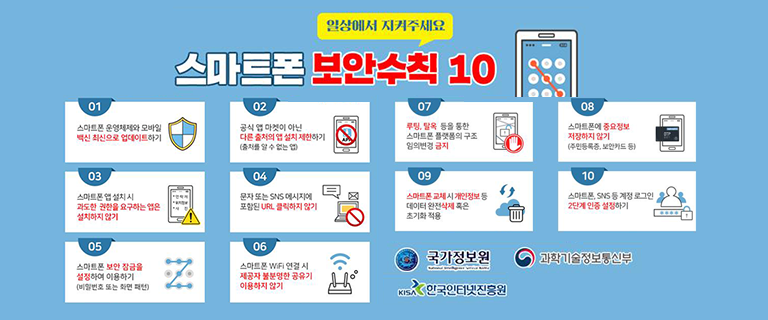 일상에서 지켜주세요
스마트폰 보안수칙 10
01
스마트폰 운영체제와 모바일
백신 최신으로 업데이트하기
02
공식 앱 마켓이 아닌
다른 출처의 앱 설치 제한하기
(출처를 알 수 없는 앱)
03
스마트폰 앱 설치 시
과도한 권한을 요구하는 앱은
설치하지 않기
04
문자 또는 SNS 메시지에
포함된 URL 클릭하지 않기
05
스마트폰 보안 잠금을
설정하여 이용하기
(비밀번호 또는 화면 패턴)
06
스마트폰 WiFi 연결 시
제공자 불분명한 공유기
이용하지 않기
07
루팅, 탈옥 등을 통한
스마트폰 플랫폼의 구조
임의변경 금지
08
스마트폰에 중요정보
저장하지 않기
(주민등록증, 보안카드 등)
09
스마트폰 교체 시 개인정보 등
데이터 완전삭제 혹은
초기화 적용
10
스마트폰, SNS 등 계정 로그인
2단계 인증 설정하기
국가정보원
National Intelligence Service Korea
과학기술정보통신부
KISA 한국인터넷진흥원